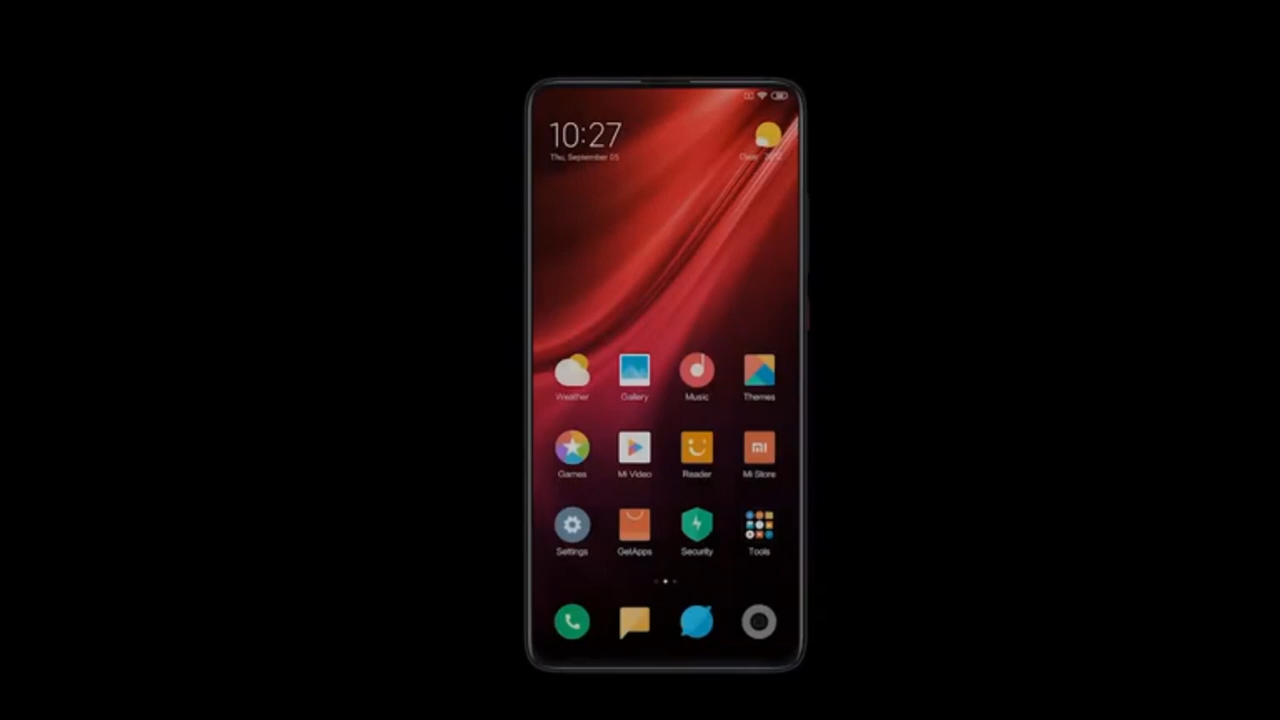 10:27
Thu, September 05
Weather
Gallery
Music
Themes
Games
Mi Video
Reader
mi
Mi Store
Settings
GetApps
Security
Tools